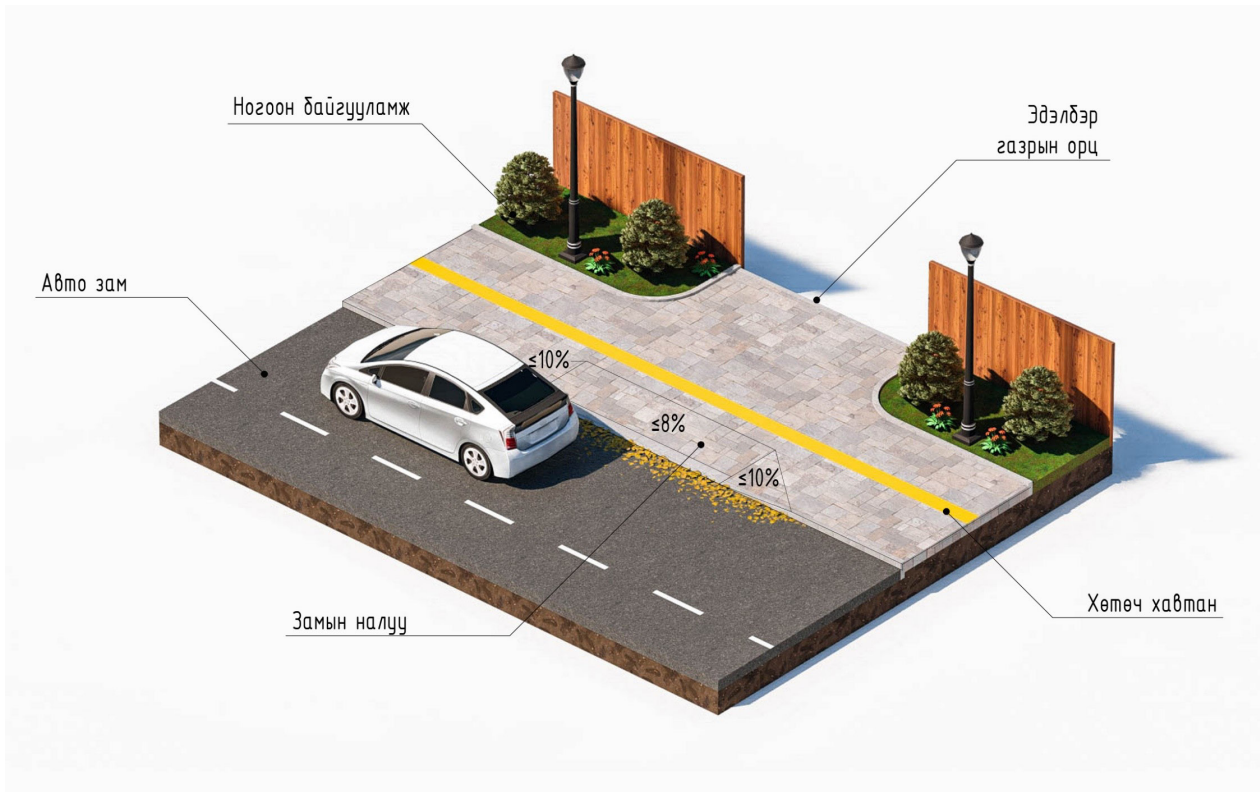 Ногоон байгууламж
Эдэлбэр
газрын орц
Авто зам
≤10%
≤8%
≤10%
Замын налуу
Хөтөч хавтан